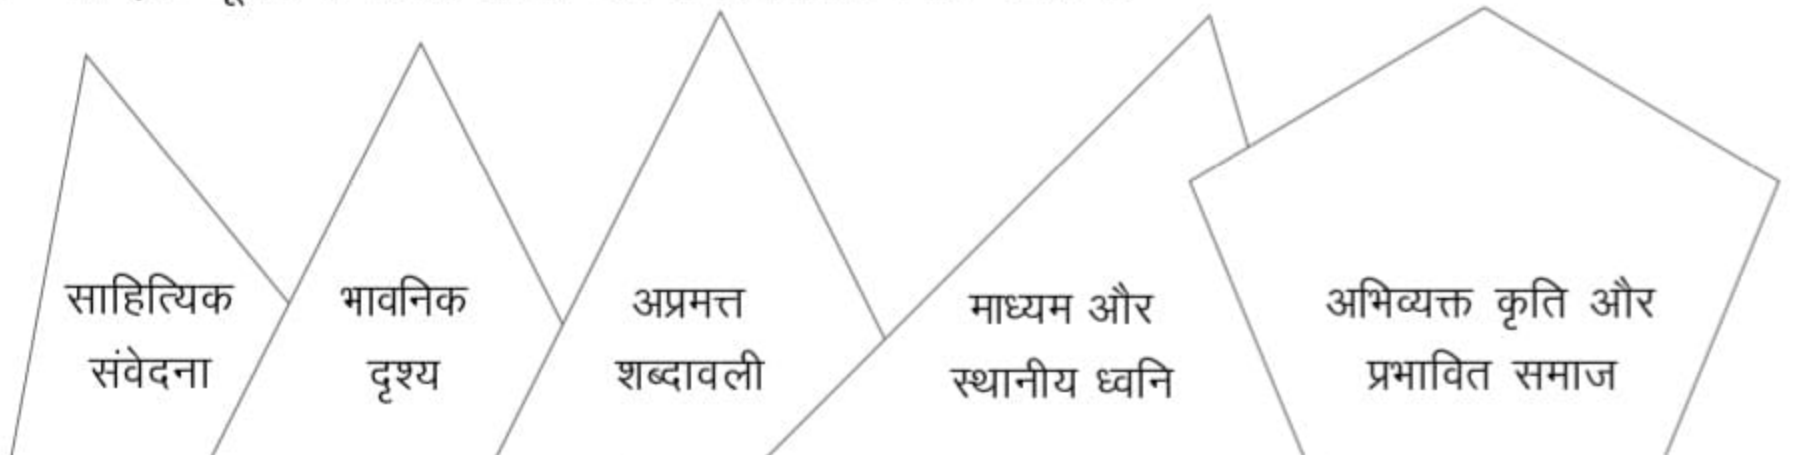 साहित्यिक
संवेदना
भावनिक
दृश्य
अप्रमत्त
शब्दावली
माध्यम और
स्थानीय ध्वनि
अभिव्यक्त कृति और
प्रभावित समाज